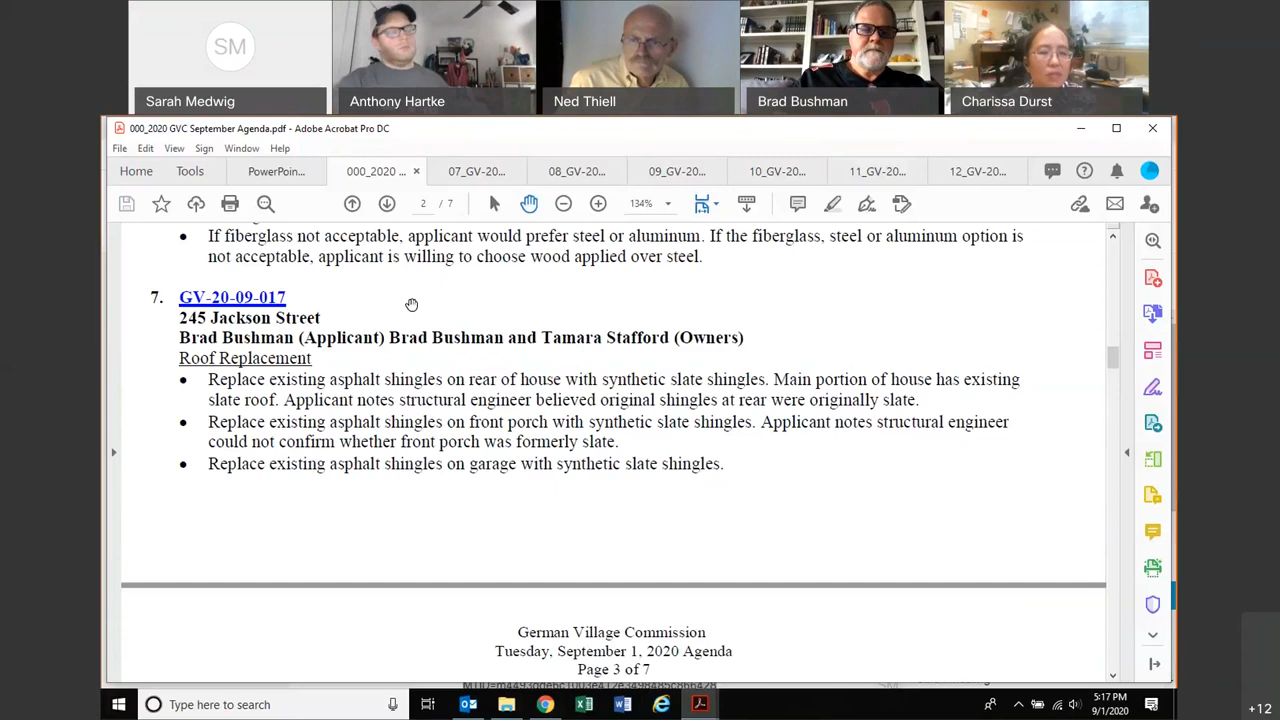 SM
Sarah Medwig
Anthony Hartke
Ned Thiell
Brad Bushman
Charissa Durst
000_2020 GVC September Agenda.pdf - Adobe Acrobat Pro DC
File Edit View Sign Window Help
Home Tools PowerPoin... 000_2020 ... × 07_GV-20... 08_GV-20... 09_GV-20... 10_GV-20... 11_GV-20... 12_GV-20...
2 / 7 134%
• If fiberglass not acceptable, applicant would prefer steel or aluminum. If the fiberglass, steel or aluminum option is
not acceptable, applicant is willing to choose wood applied over steel.
7. GV-20-09-017
245 Jackson Street
Brad Bushman (Applicant) Brad Bushman and Tamara Stafford (Owners)
Roof Replacement
• Replace existing asphalt shingles on rear of house with synthetic slate shingles. Main portion of house has existing
slate roof. Applicant notes structural engineer believed original shingles at rear were originally slate.
• Replace existing asphalt shingles on front porch with synthetic slate shingles. Applicant notes structural engineer
could not confirm whether front porch was formerly slate.
• Replace existing asphalt shingles on garage with synthetic slate shingles.
German Village Commission
Tuesday, September 1, 2020 Agenda
Page 3 of 7
Type here to search
5:17 PM
9/1/2020
+12